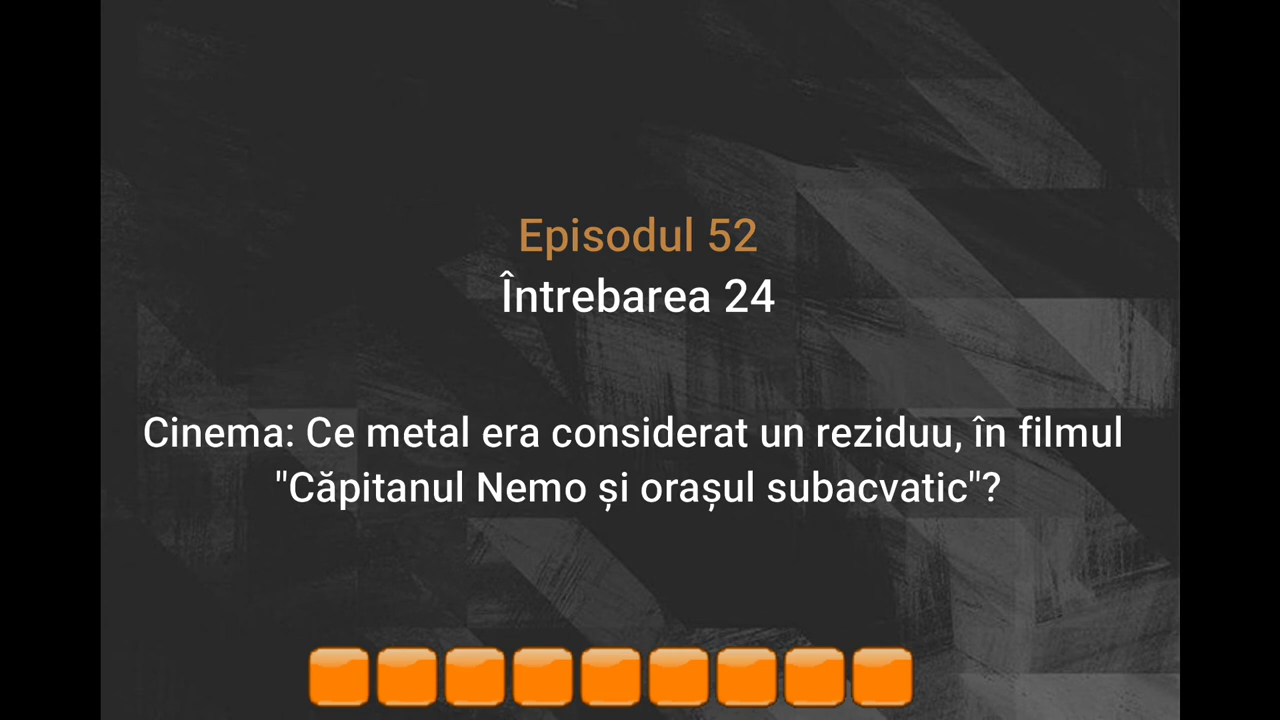 Episodul 52
Întrebarea 24
Cinema: Ce metal era considerat un reziduu, în filmul
"Căpitanul Nemo și orașul subacvatic"?